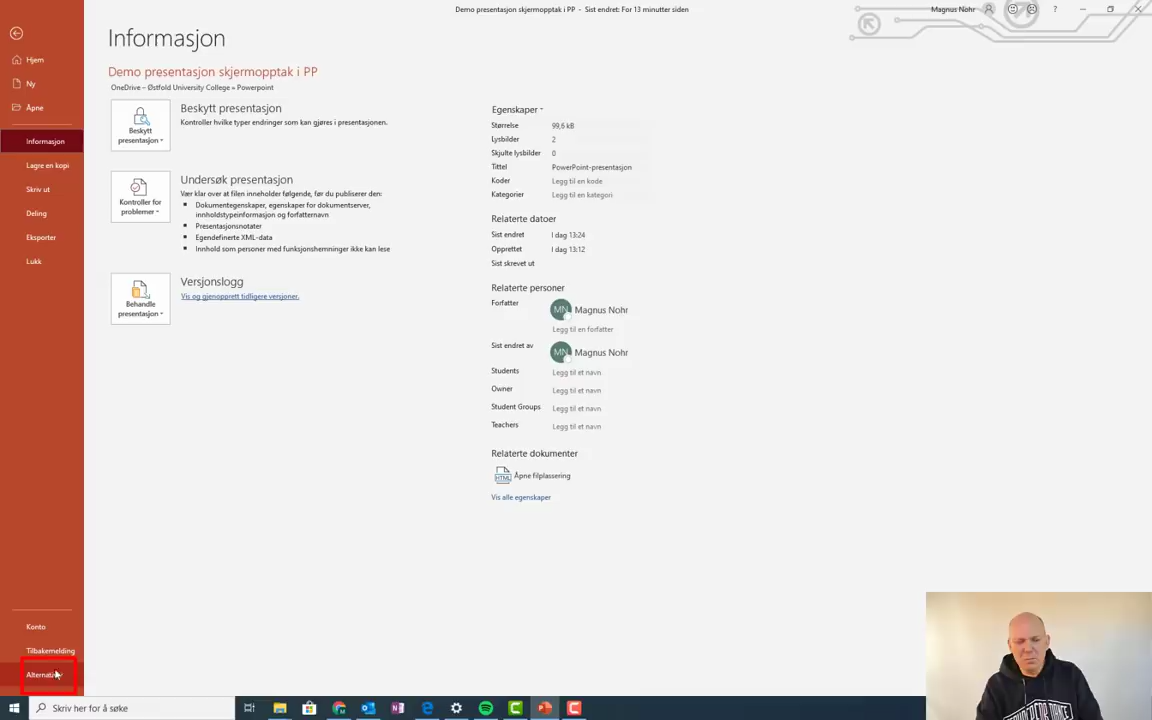 Demo presentasjon skjermopptak i PP - Sist endret: For 13 minutter siden
Magnus Nohr
?
Informasjon
Hjem
Ny
Åpne
Informasjon
Lagre en kopi
Skriv ut
Deling
Eksporter
Lukk
Konto
Tilbakemelding
Alternativer
Demo presentasjon skjermopptak i PP
OneDrive – Østfold University College » Powerpoint
Beskytt presentasjon
Beskytt presentasjon
Kontroller hvilke typer endringer som kan gjøres i presentasjonen.
Kontroller for problemer
Undersøk presentasjon
Vær klar over at filen inneholder følgende, før du publiserer den:
Dokumentegenskaper, egenskaper for dokumentserver,
innholdstypeinformasjon og forfatternavn
Presentasjonsnotater
Egendefinerte XML-data
Innhold som personer med funksjonshemninger ikke kan lese
Behandle presentasjon
Versjonslogg
Vis og gjenopprett tidligere versjoner.
Egenskaper
Størrelse 99,6 kB
Lysbilder 2
Skjulte lysbilder 0
Tittel PowerPoint-presentasjon
Koder Legg til en kode
Kategorier Legg til en kategori
Relaterte datoer
Sist endret I dag 13:24
Opprettet I dag 13:12
Sist skrevet ut
Relaterte personer
Forfatter MN Magnus Nohr
Legg til en forfatter
Sist endret av MN Magnus Nohr
Students Legg til et navn
Owner Legg til et navn
Student Groups Legg til et navn
Teachers Legg til et navn
Relaterte dokumenter
HTML Åpne filplassering
Vis alle egenskaper
Skriv her for å søke